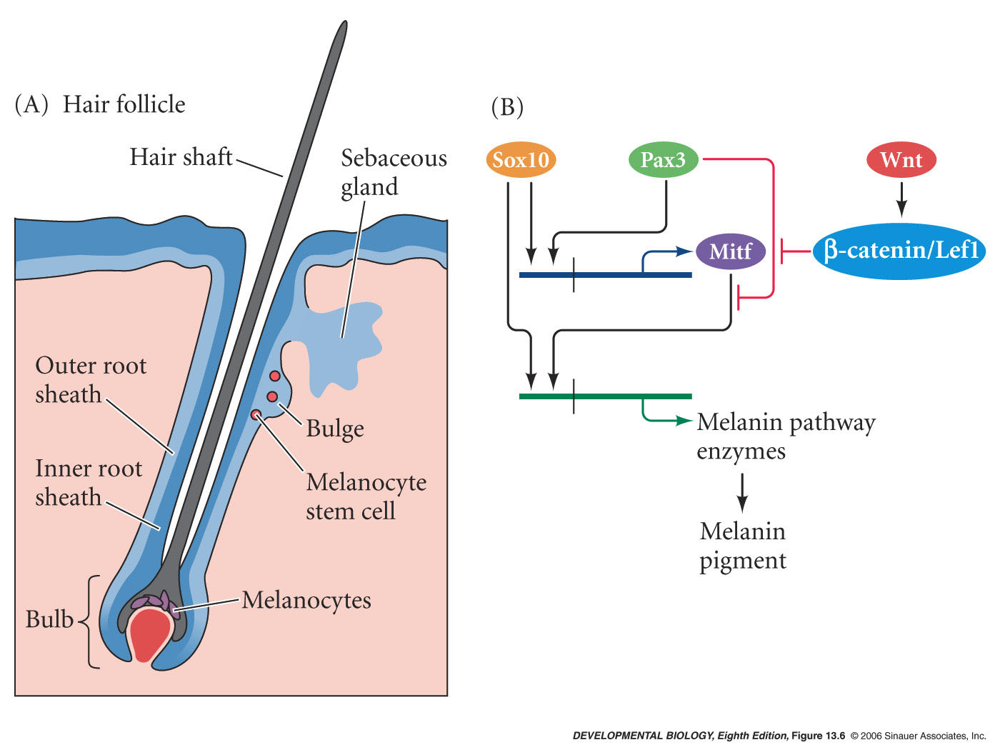 (A) Hair follicle
Hair shaft
Sebaceous
gland
Outer root
sheath
Bulge
Inner root
sheath
Melanocyte
stem cell
Melanocytes
Bulb
(B)
Sox10
Pax3
Wnt
Mitf
β-catenin/Lef1
Melanin pathway
enzymes
Melanin
pigment
DEVELOPMENTAL BIOLOGY, Eighth Edition, Figure 13.6 © 2006 Sinauer Associates, Inc.